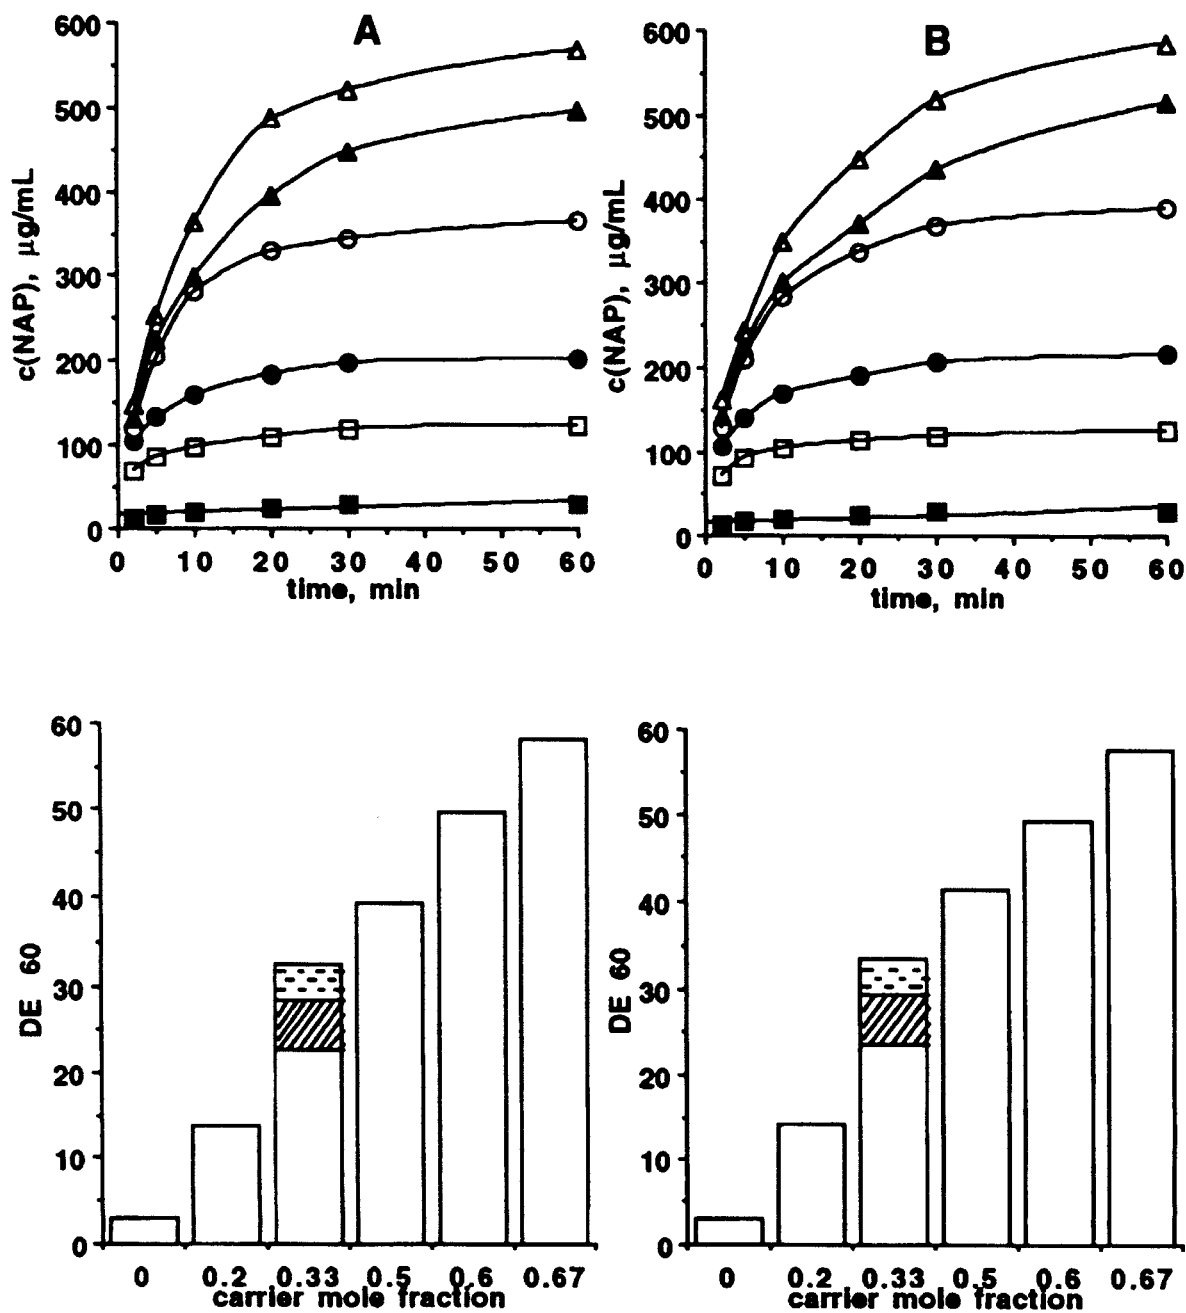 A
600
500
400
300
200
100
0
c(NAP), µg/mL
0 10 20 30 40 50 60
time, min
B
600
500
400
300
200
100
0
c(NAP), µg/mL
0 10 20 30 40 50 60
time, min
60
50
40
30
20
10
0
DE 60
0 0.2 0.33 0.5 0.6 0.67
carrier mole fraction
60
50
40
30
20
10
0
DE 60
0 0.2 0.33 0.5 0.6 0.67
carrier mole fraction